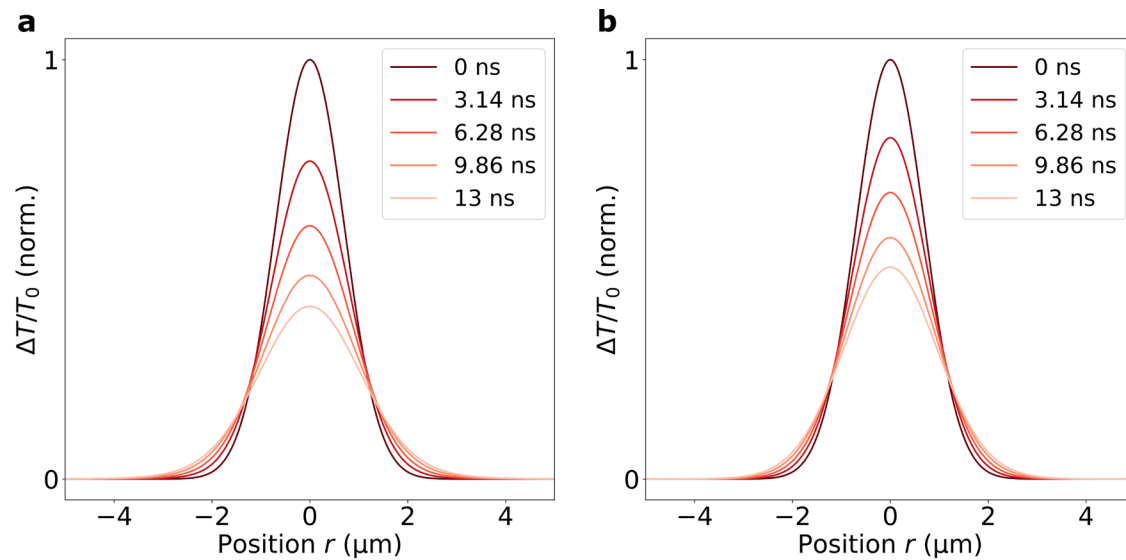 a
1
0
ΔT/T₀ (norm.)
0 ns
3.14 ns
6.28 ns
9.86 ns
13 ns
−4 −2 0 2 4
Position r (μm)
b
1
0
ΔT/T₀ (norm.)
0 ns
3.14 ns
6.28 ns
9.86 ns
13 ns
−4 −2 0 2 4
Position r (μm)